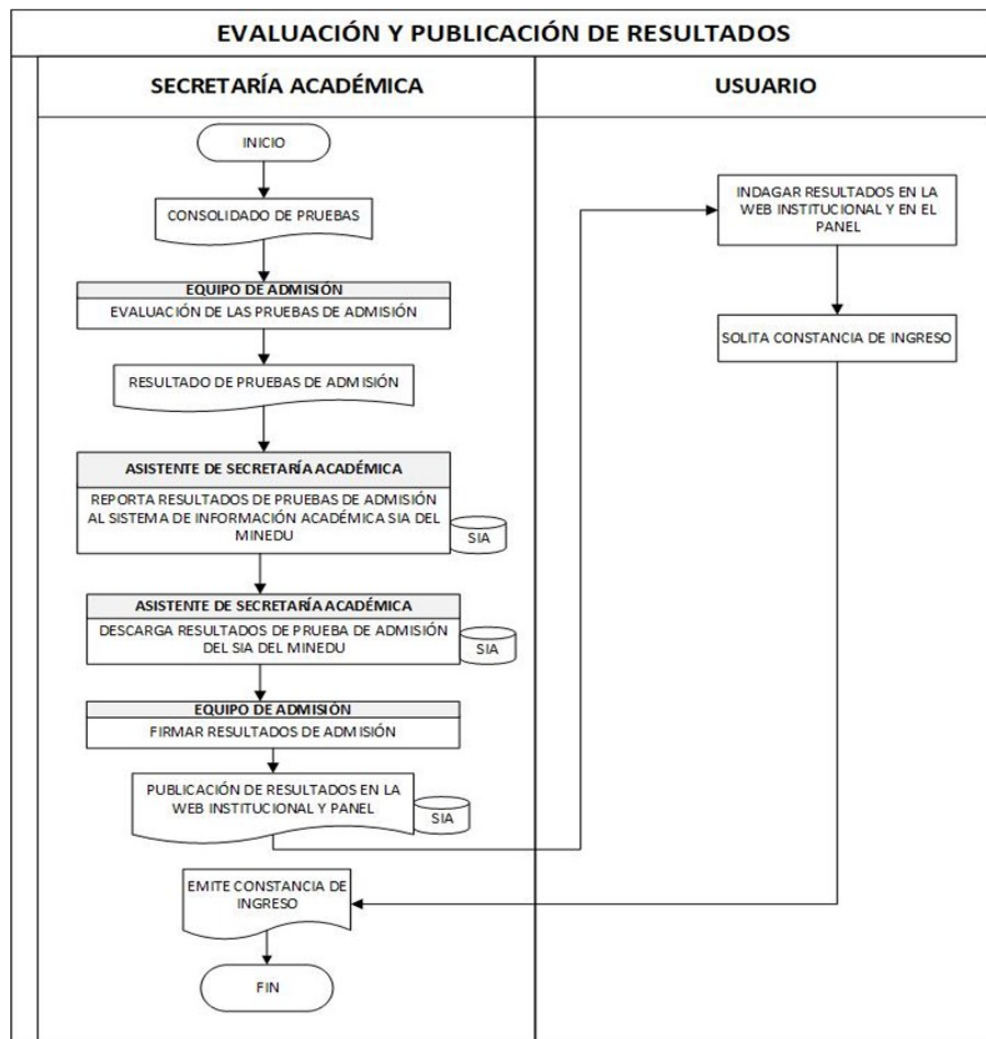 EVALUACIÓN Y PUBLICACIÓN DE RESULTADOS
SECRETARÍA ACADÉMICA
USUARIO
INICIO
CONSOLIDADO DE PRUEBAS
EQUIPO DE ADMISIÓN
EVALUACIÓN DE LAS PRUEBAS DE ADMISIÓN
RESULTADO DE PRUEBAS DE ADMISIÓN
ASISTENTE DE SECRETARÍA ACADÉMICA
REPORTA RESULTADOS DE PRUEBAS DE ADMISIÓN
AL SISTEMA DE INFORMACIÓN ACADÉMICA SIA DEL
MINEDU
SIA
ASISTENTE DE SECRETARÍA ACADÉMICA
DESCARGA RESULTADOS DE PRUEBA DE ADMISIÓN
DEL SIA DEL MINEDU
SIA
EQUIPO DE ADMISIÓN
FIRMAR RESULTADOS DE ADMISIÓN
PUBLICACIÓN DE RESULTADOS EN LA
WEB INSTITUCIONAL Y PANEL
SIA
INDAGAR RESULTADOS EN LA
WEB INSTITUCIONAL Y EN EL
PANEL
SOLITA CONSTANCIA DE INGRESO
EMITE CONSTANCIA DE
INGRESO
FIN